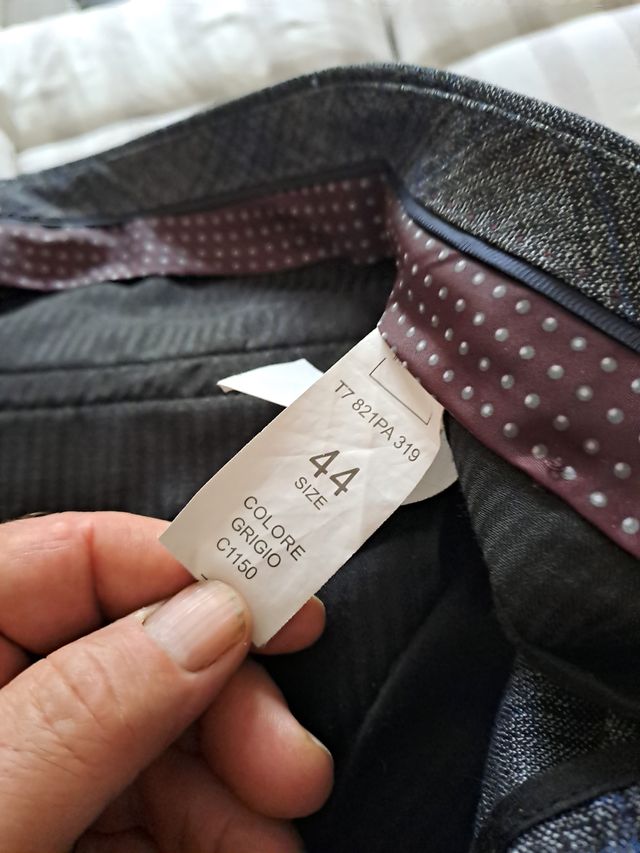 T7 821PA 319
44
SIZE
COLORE
GRIGIO
C1150